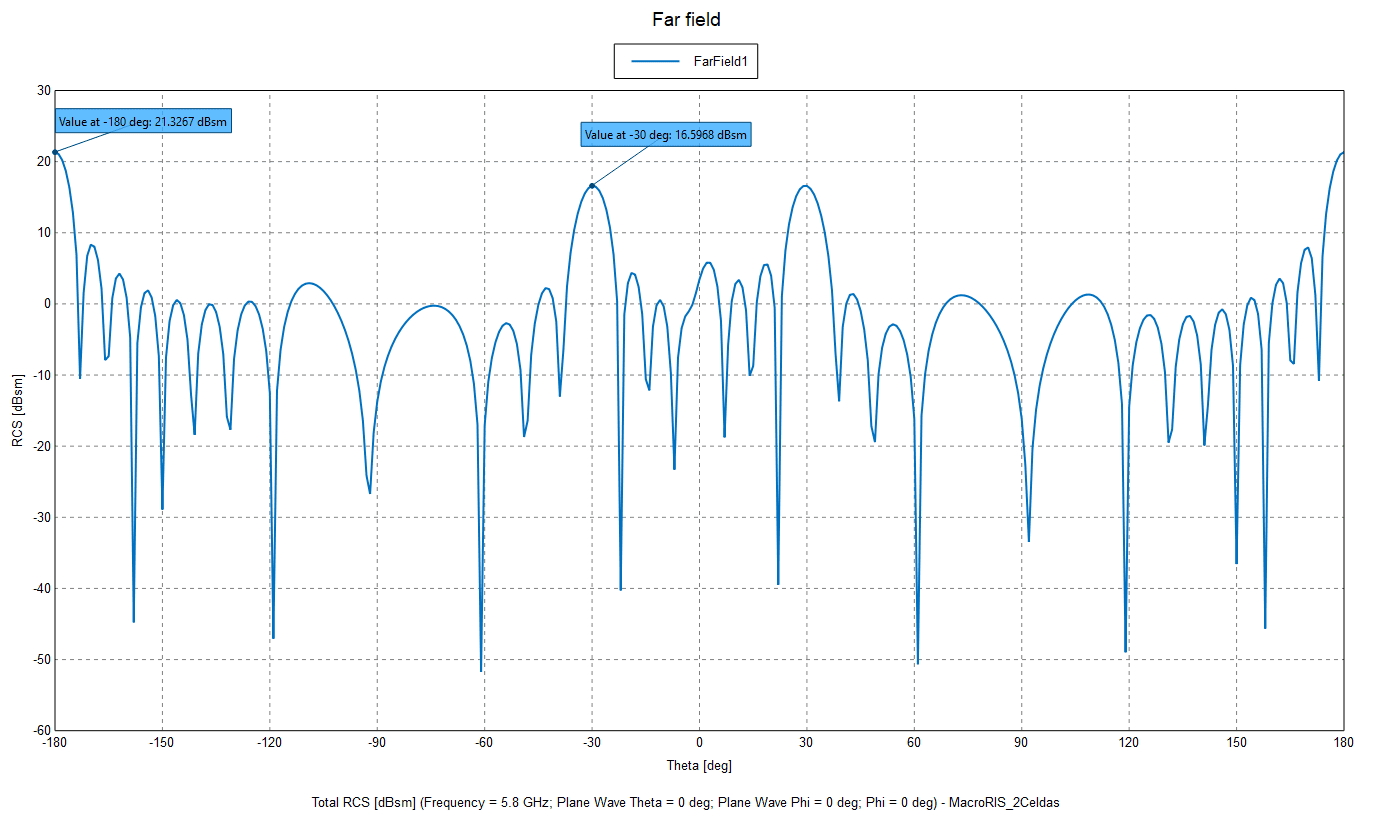 Far field
FarField1
Value at -180 deg: 21.3267 dBsm
Value at -30 deg: 16.5968 dBsm
30
20
10
0
-10
-20
-30
-40
-50
-60
RCS [dBsm]
-180 -150 -120 -90 -60 -30 0 30 60 90 120 150 180
Theta [deg]
Total RCS [dBsm] (Frequency = 5.8 GHz; Plane Wave Theta = 0 deg; Plane Wave Phi = 0 deg; Phi = 0 deg) - MacroRIS_2Celdas